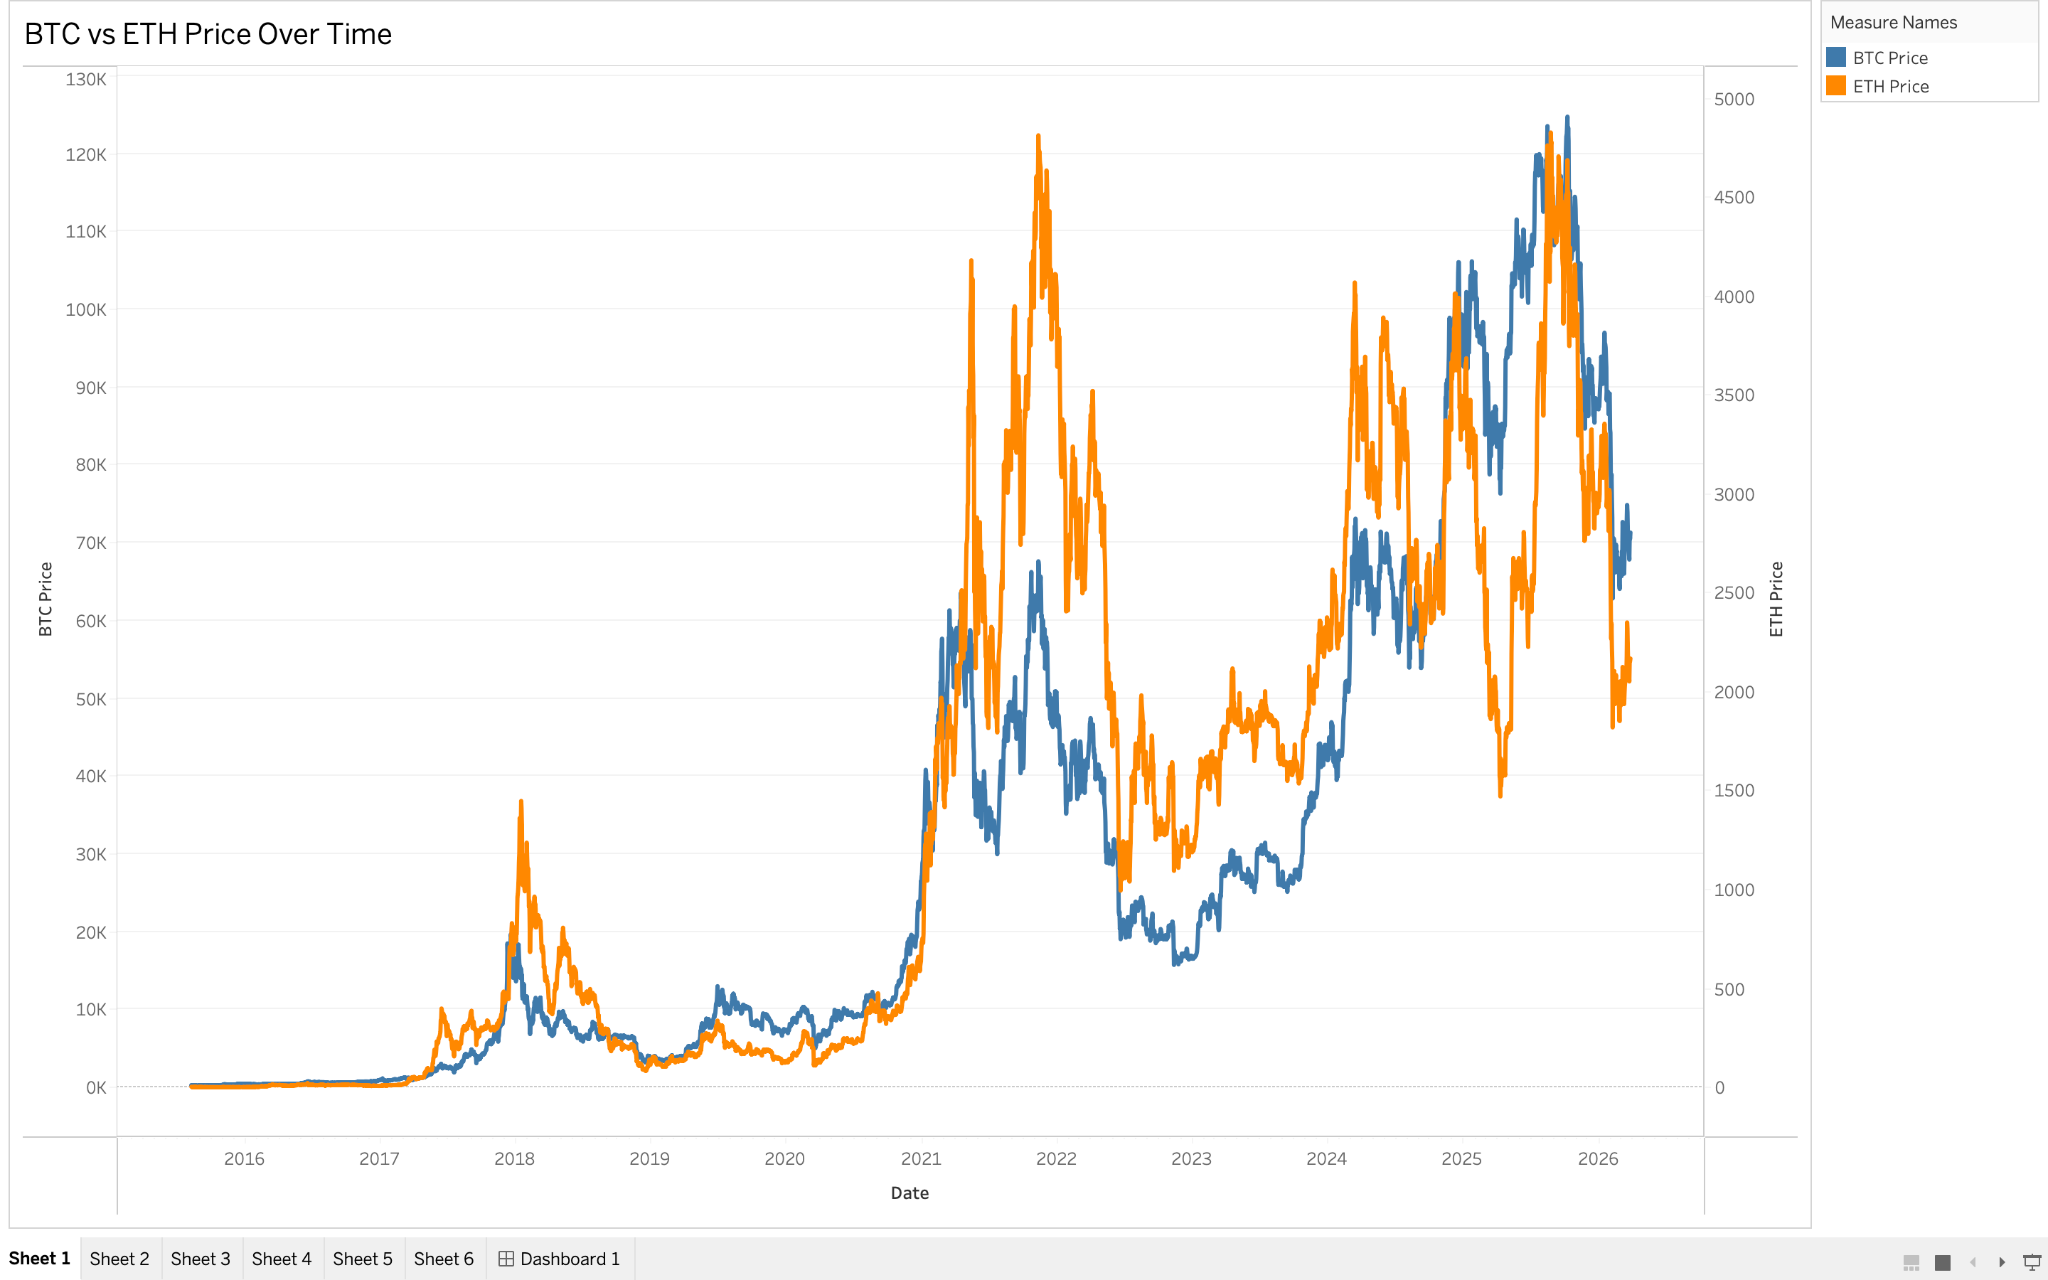 BTC vs ETH Price Over Time
Measure Names
BTC Price
ETH Price
130K
120K
110K
100K
90K
80K
70K
60K
50K
40K
30K
20K
10K
0K
BTC Price
5000
4500
4000
3500
3000
2500
2000
1500
1000
500
0
ETH Price
2016 2017 2018 2019 2020 2021 2022 2023 2024 2025 2026
Date
Sheet 1 Sheet 2 Sheet 3 Sheet 4 Sheet 5 Sheet 6 Dashboard 1